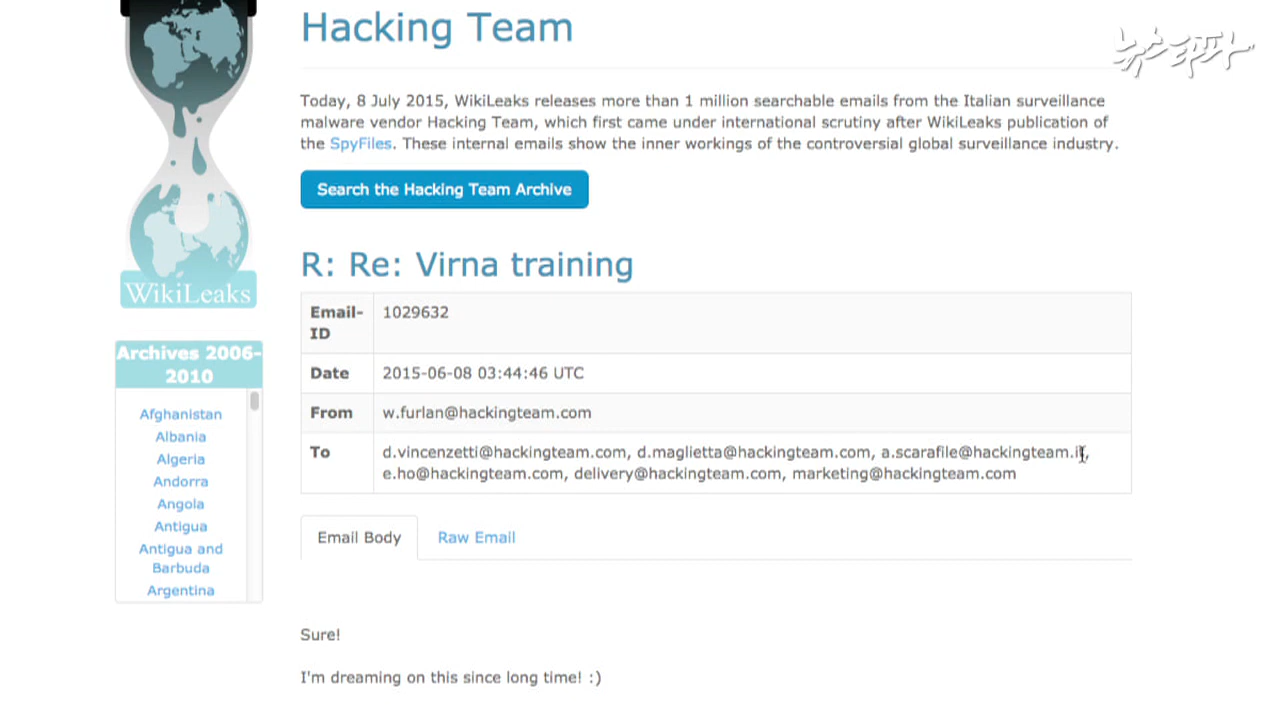 뉴스타파
Hacking Team
Today, 8 July 2015, WikiLeaks releases more than 1 million searchable emails from the Italian surveillance
malware vendor Hacking Team, which first came under international scrutiny after WikiLeaks publication of
the SpyFiles. These internal emails show the inner workings of the controversial global surveillance industry.
Search the Hacking Team Archive
WikiLeaks
R: Re: Virna training
Email-
ID
1029632
Date
2015-06-08 03:44:46 UTC
From
w.furlan@hackingteam.com
To
d.vincenzetti@hackingteam.com, d.maglietta@hackingteam.com, a.scarafile@hackingteam.it,
e.ho@hackingteam.com, delivery@hackingteam.com, marketing@hackingteam.com
Archives 2006-
2010
Afghanistan
Albania
Algeria
Andorra
Angola
Antigua
Antigua and
Barbuda
Argentina
Email Body
Raw Email
Sure!
I'm dreaming on this since long time! :)